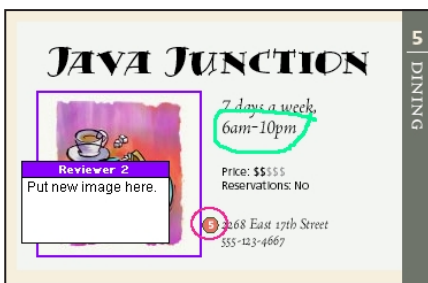 JAVA JUNCTION
7 days a week,
6am-10pm
Reviewer 2
Put new image here.
Price: $$$$$
Reservations: No
5
2268 East 17th Street
555-123-4667
5
DINING